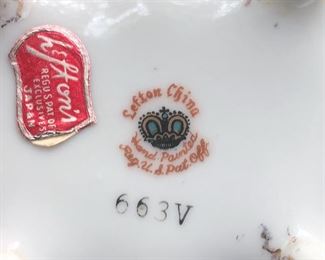 Lefton's
REG U.S. PAT OFF
EXCLUSIVES
JAPAN
Lefton China
Hand Painted
Reg. U.S. Pat. Off.
663V